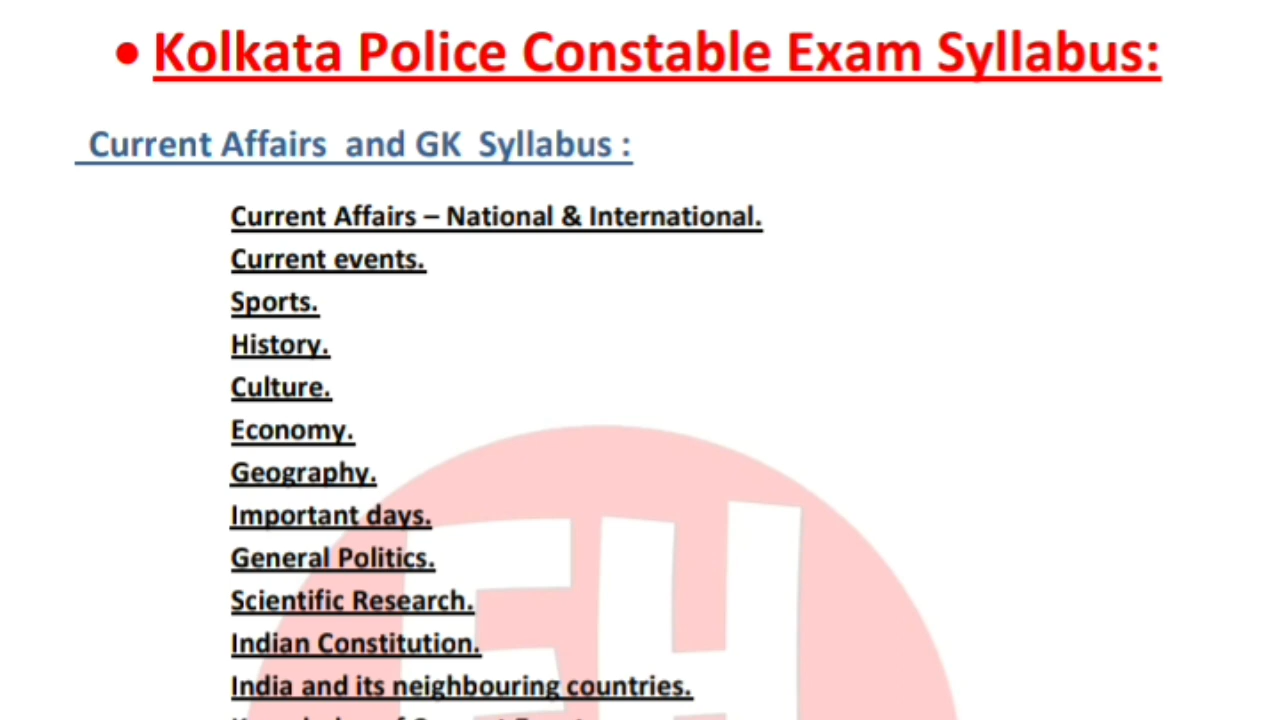 • Kolkata Police Constable Exam Syllabus:
Current Affairs and GK Syllabus :
Current Affairs – National & International.
Current events.
Sports.
History.
Culture.
Economy.
Geography.
Important days.
General Politics.
Scientific Research.
Indian Constitution.
India and its neighbouring countries.
EH